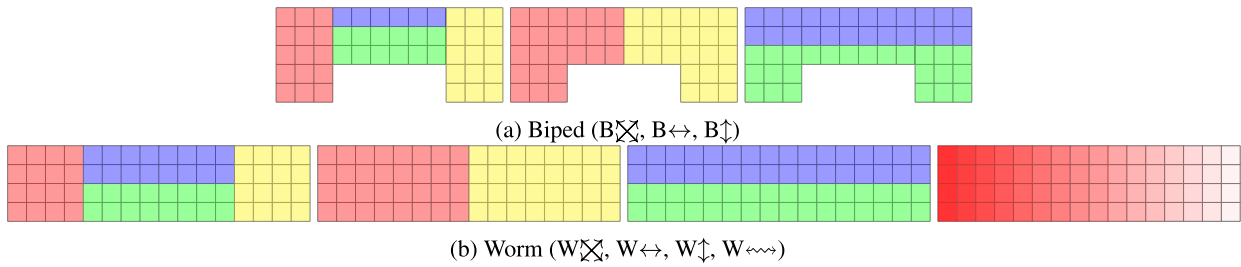 (a) Biped (B⤡⤢, B↔, B↕)
(b) Worm (W⤡⤢, W↔, W↕, W⬳⟿)